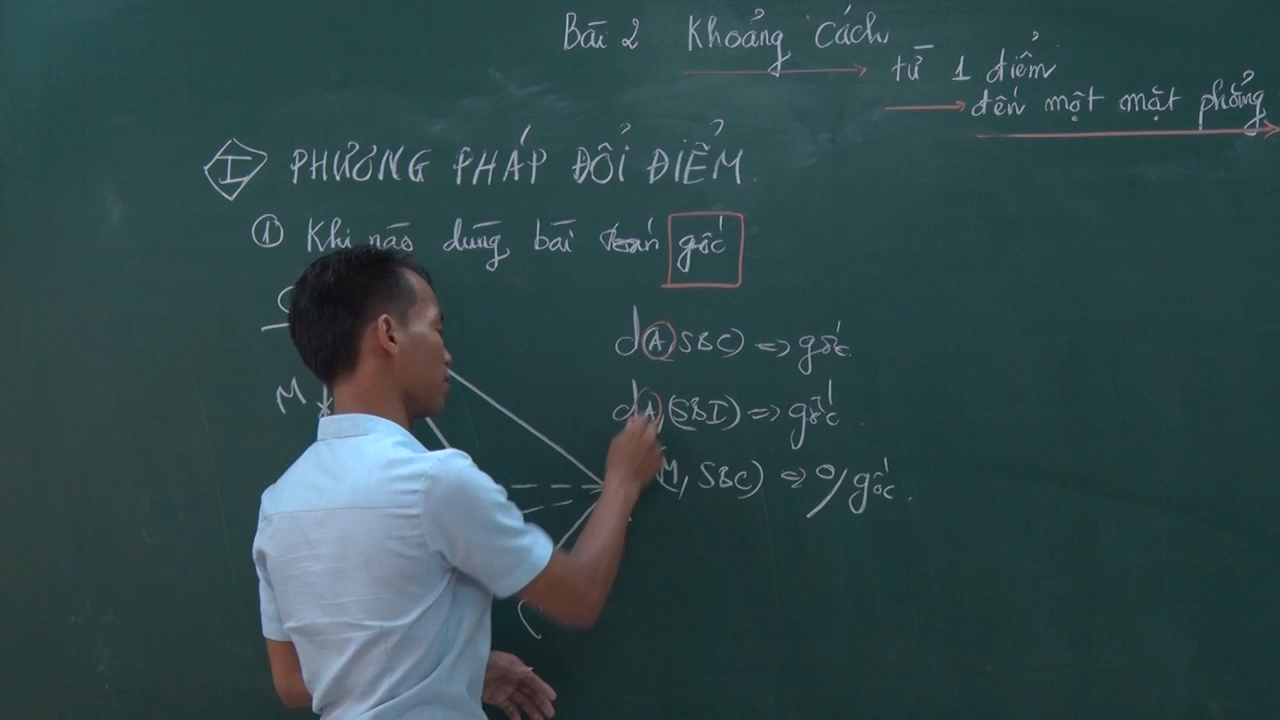 Bài 2 Khoảng cách
từ 1 điểm
đến một mặt phẳng
I PHƯƠNG PHÁP ĐỔI ĐIỂM
① Khi nào dùng bài toán gốc
d(A, SBC) => gốc.
M
d(A, (SBI) => gốc.
(M, SBC) => 0/ gốc.
C